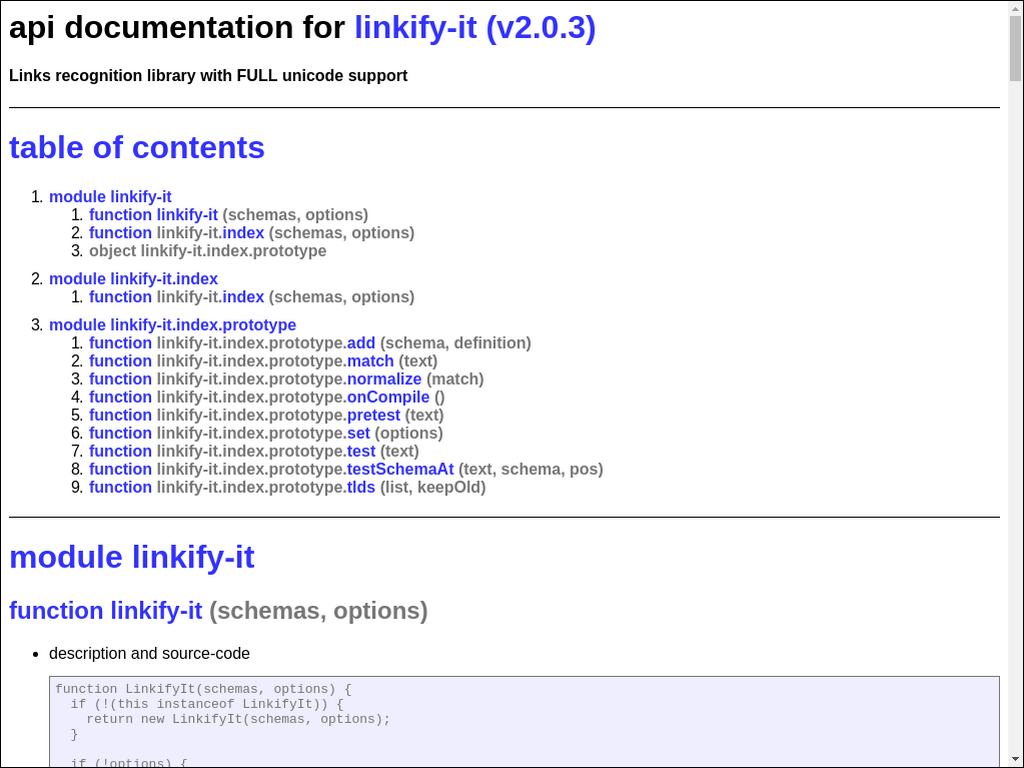 api documentation for linkify-it (v2.0.3)
Links recognition library with FULL unicode support
table of contents
1. module linkify-it
1. function linkify-it (schemas, options)
2. function linkify-it.index (schemas, options)
3. object linkify-it.index.prototype
2. module linkify-it.index
1. function linkify-it.index (schemas, options)
3. module linkify-it.index.prototype
1. function linkify-it.index.prototype.add (schema, definition)
2. function linkify-it.index.prototype.match (text)
3. function linkify-it.index.prototype.normalize (match)
4. function linkify-it.index.prototype.onCompile ()
5. function linkify-it.index.prototype.pretest (text)
6. function linkify-it.index.prototype.set (options)
7. function linkify-it.index.prototype.test (text)
8. function linkify-it.index.prototype.testSchemaAt (text, schema, pos)
9. function linkify-it.index.prototype.tlds (list, keepOld)
module linkify-it
function linkify-it (schemas, options)
• description and source-code
function LinkifyIt(schemas, options) {
  if (!(this instanceof LinkifyIt)) {
    return new LinkifyIt(schemas, options);
  }
  if (!options) {